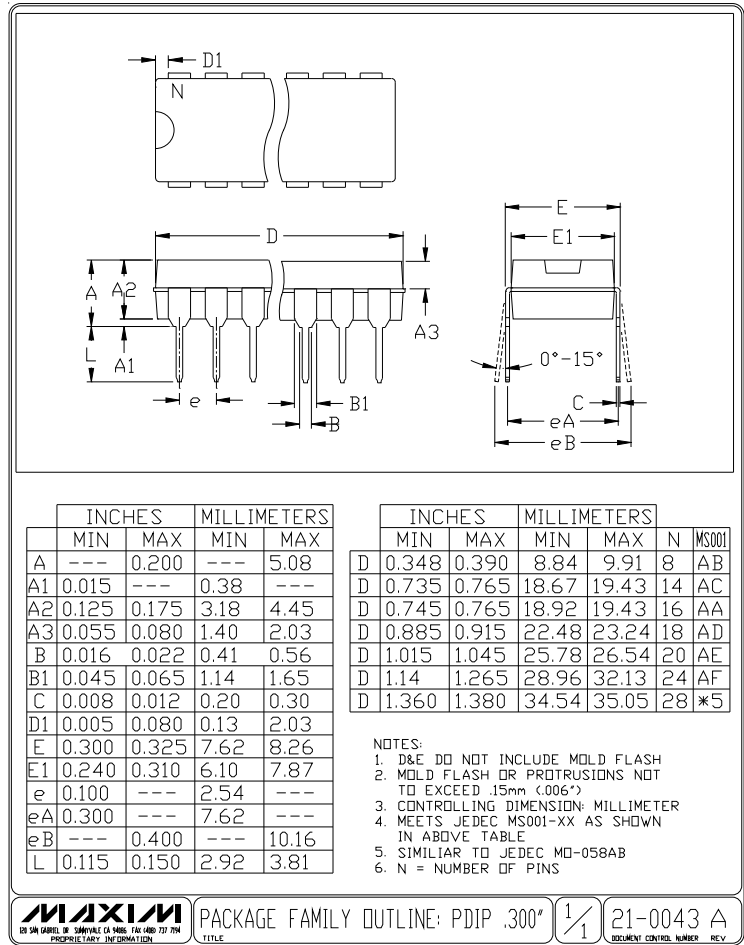 D1
N
D
E
E1
A
A2
A3
L
A1
0°-15°
e
B1
B
C
eA
eB
INCHES MILLIMETERS
MIN MAX MIN MAX
A --- 0.200 --- 5.08
A1 0.015 --- 0.38 ---
A2 0.125 0.175 3.18 4.45
A3 0.055 0.080 1.40 2.03
B 0.016 0.022 0.41 0.56
B1 0.045 0.065 1.14 1.65
C 0.008 0.012 0.20 0.30
D1 0.005 0.080 0.13 2.03
E 0.300 0.325 7.62 8.26
E1 0.240 0.310 6.10 7.87
e 0.100 --- 2.54 ---
eA 0.300 --- 7.62 ---
eB --- 0.400 --- 10.16
L 0.115 0.150 2.92 3.81
INCHES MILLIMETERS
MIN MAX MIN MAX N MS001
D 0.348 0.390 8.84 9.91 8 AB
D 0.735 0.765 18.67 19.43 14 AC
D 0.745 0.765 18.92 19.43 16 AA
D 0.885 0.915 22.48 23.24 18 AD
D 1.015 1.045 25.78 26.54 20 AE
D 1.14 1.265 28.96 32.13 24 AF
D 1.360 1.380 34.54 35.05 28 *5
NOTES:
1. D&E DO NOT INCLUDE MOLD FLASH
2. MOLD FLASH OR PROTRUSIONS NOT
TO EXCEED .15mm (.006")
3. CONTROLLING DIMENSION: MILLIMETER
4. MEETS JEDEC MS001-XX AS SHOWN
IN ABOVE TABLE
5. SIMILIAR TO JEDEC MO-058AB
6. N = NUMBER OF PINS
MAXIM
120 SAN GABRIEL DR SUNNYVALE CA 94086 FAX (408) 737 7194
PROPRIETARY INFORMATION
PACKAGE FAMILY OUTLINE: PDIP .300"
TITLE
1/1
21-0043 A
DOCUMENT CONTROL NUMBER REV